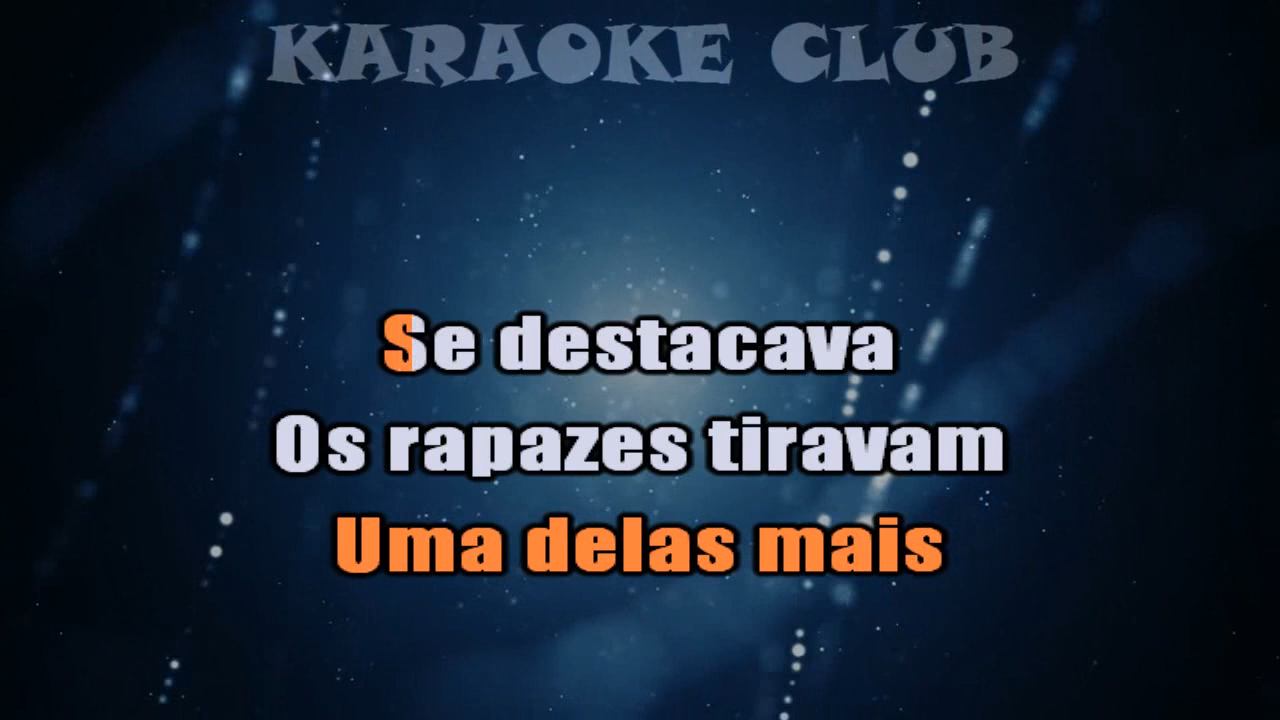 KARAOKE CLUB
Se destacava
Os rapazes tiravam
Uma delas mais